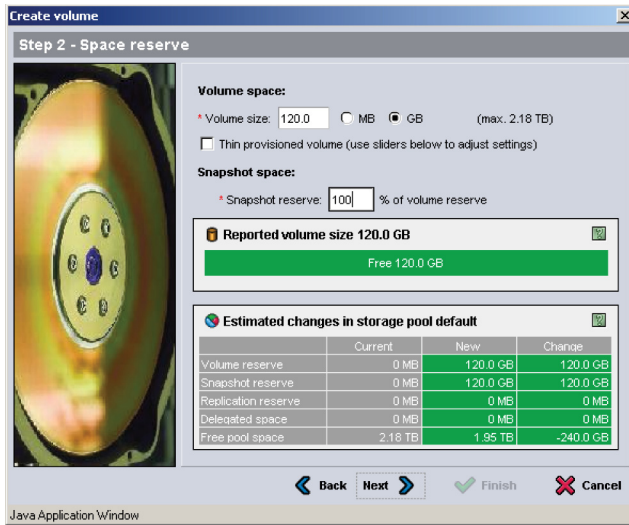 Create volume
Step 2 - Space reserve
Volume space:
* Volume size: 120.0 MB GB (max. 2.18 TB)
Thin provisioned volume (use sliders below to adjust settings)
Snapshot space:
* Snapshot reserve: 100 % of volume reserve
Reported volume size 120.0 GB
Free 120.0 GB
Estimated changes in storage pool default
Current New Change
Volume reserve 0 MB 120.0 GB 120.0 GB
Snapshot reserve 0 MB 120.0 GB 120.0 GB
Replication reserve 0 MB 0 MB 0 MB
Delegated space 0 MB 0 MB 0 MB
Free pool space 2.18 TB 1.95 TB -240.0 GB
Back Next Finish Cancel
Java Application Window